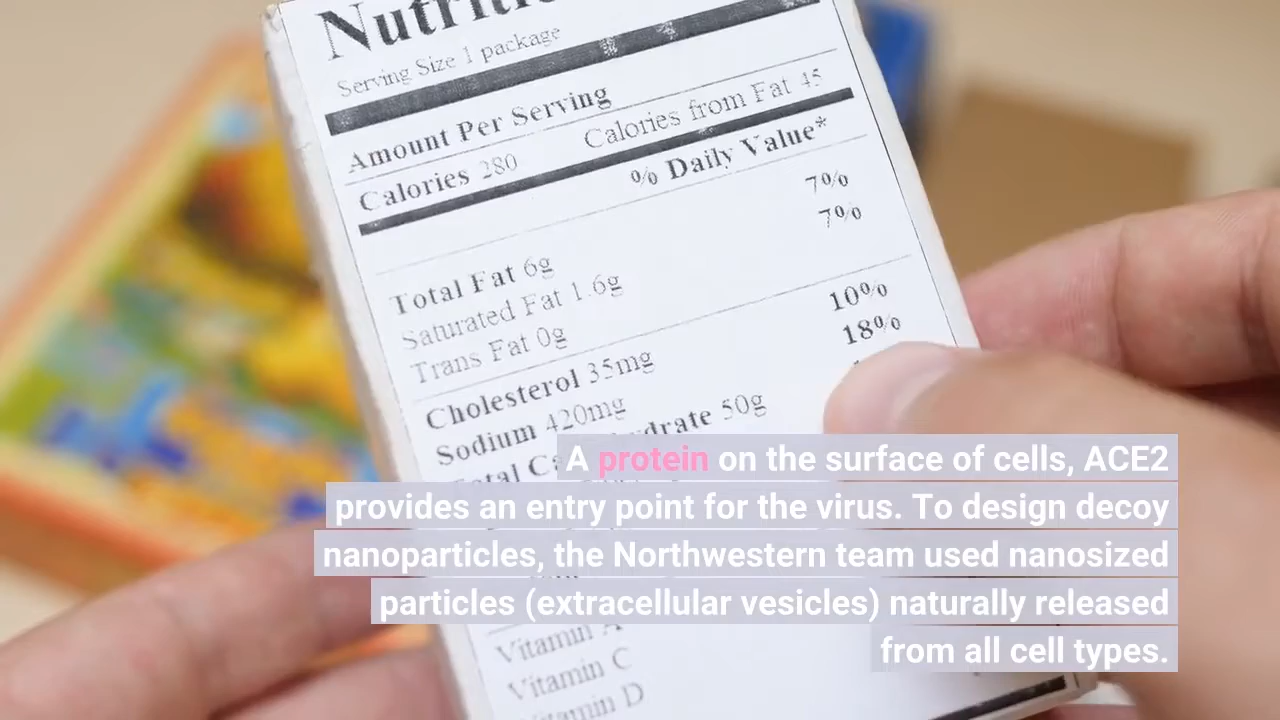 Serving Size 1 package
Amount Per Serving
Calories 280 Calories from Fat 45
% Daily Value*
7%
7%
Total Fat 6g
Saturated Fat 1.6g
Trans Fat 0g
10%
18%
Cholesterol 35mg
Sodium 420mg
50g
A protein on the surface of cells, ACE2
provides an entry point for the virus. To design decoy
nanoparticles, the Northwestern team used nanosized
particles (extracellular vesicles) naturally released
from all cell types.
Vitamin A
Vitamin C
Vitamin D